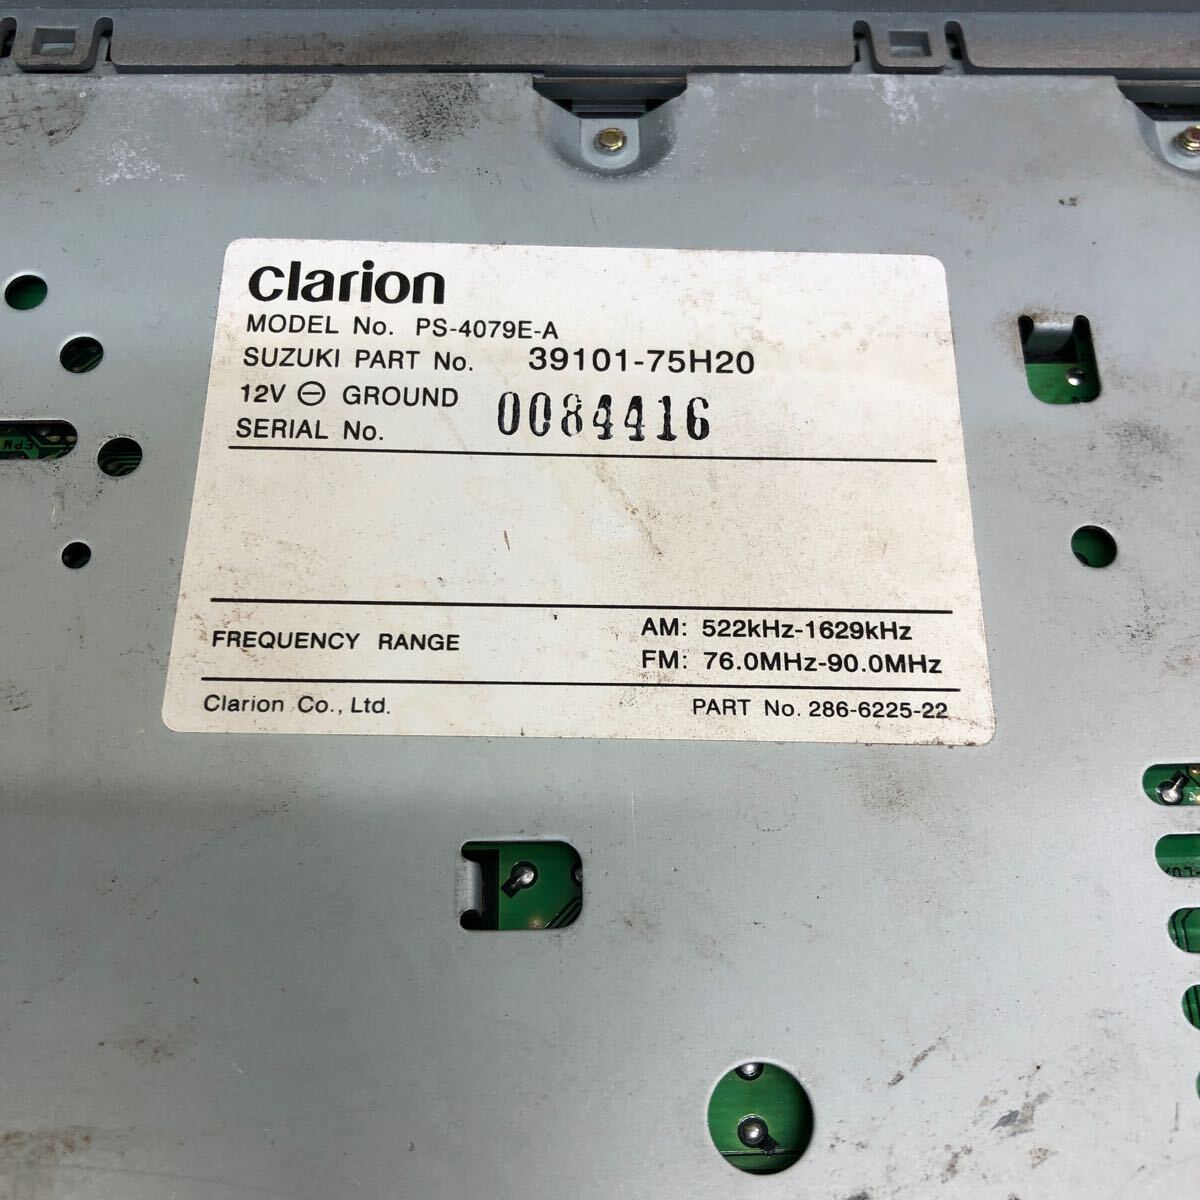 clarion
MODEL No. PS-4079E-A
SUZUKI PART No. 39101-75H20
12V ⊖ GROUND
SERIAL No. 0084416
FREQUENCY RANGE
AM: 522kHz-1629kHz
FM: 76.0MHz-90.0MHz
Clarion Co., Ltd.
PART No. 286-6225-22